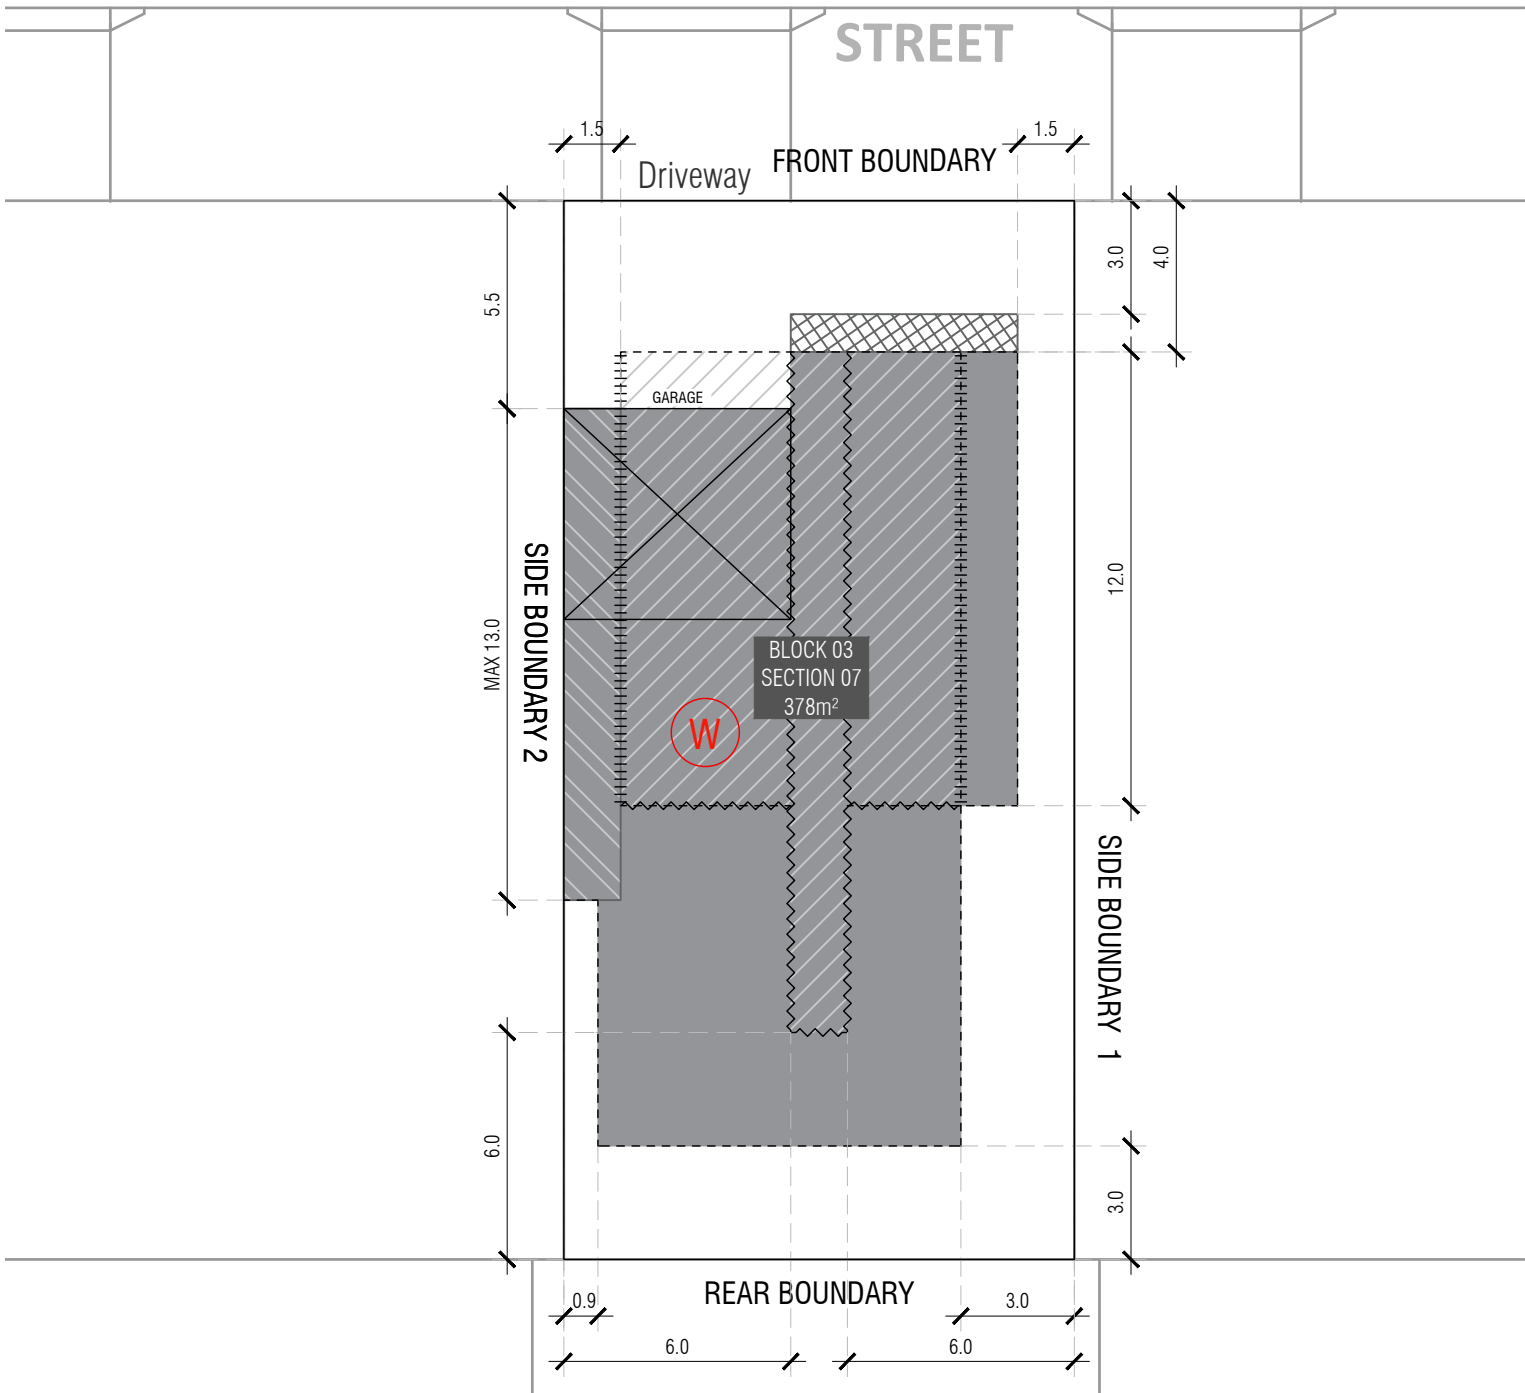 STREET
1.5
1.5
FRONT BOUNDARY
Driveway
3.0
4.0
5.5
GARAGE
12.0
SIDE BOUNDARY 2
MAX 13.0
BLOCK 03
SECTION 07
378m²
W
SIDE BOUNDARY 1
6.0
3.0
REAR BOUNDARY
0.9
3.0
6.0
6.0